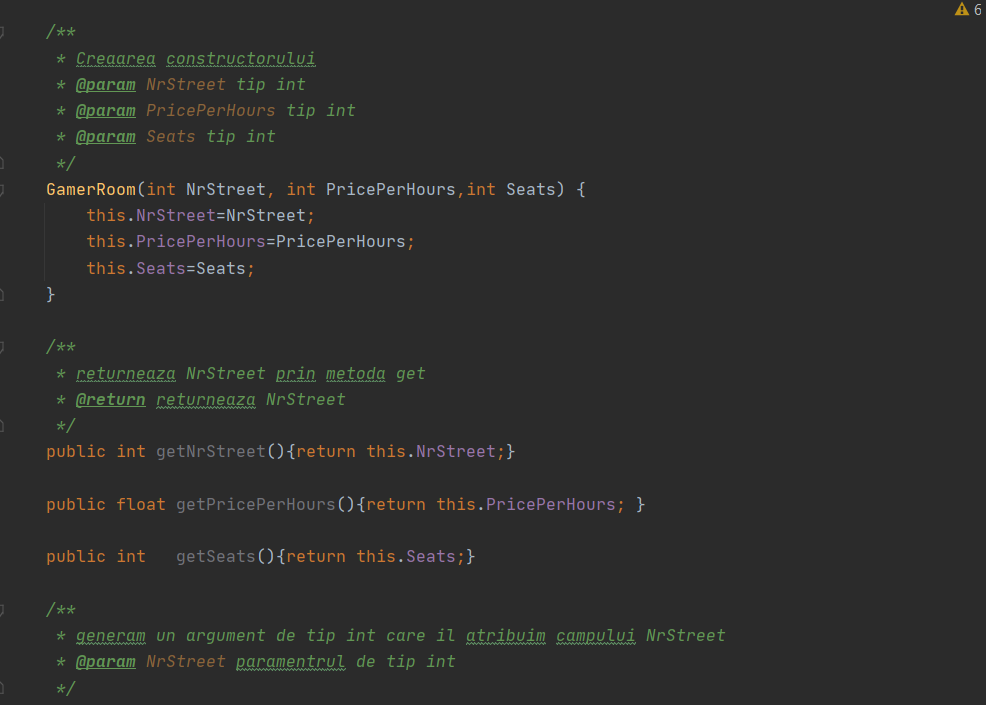 6
/**
* Creaarea constructorului
* @param NrStreet tip int
* @param PricePerHours tip int
* @param Seats tip int
*/
GamerRoom(int NrStreet, int PricePerHours,int Seats) {
this.NrStreet=NrStreet;
this.PricePerHours=PricePerHours;
this.Seats=Seats;
}
/**
* returneaza NrStreet prin metoda get
* @return returneaza NrStreet
*/
public int getNrStreet(){return this.NrStreet;}
public float getPricePerHours(){return this.PricePerHours; }
public int   getSeats(){return this.Seats;}
/**
* generam un argument de tip int care il atribuim campului NrStreet
* @param NrStreet paramentrul de tip int
*/